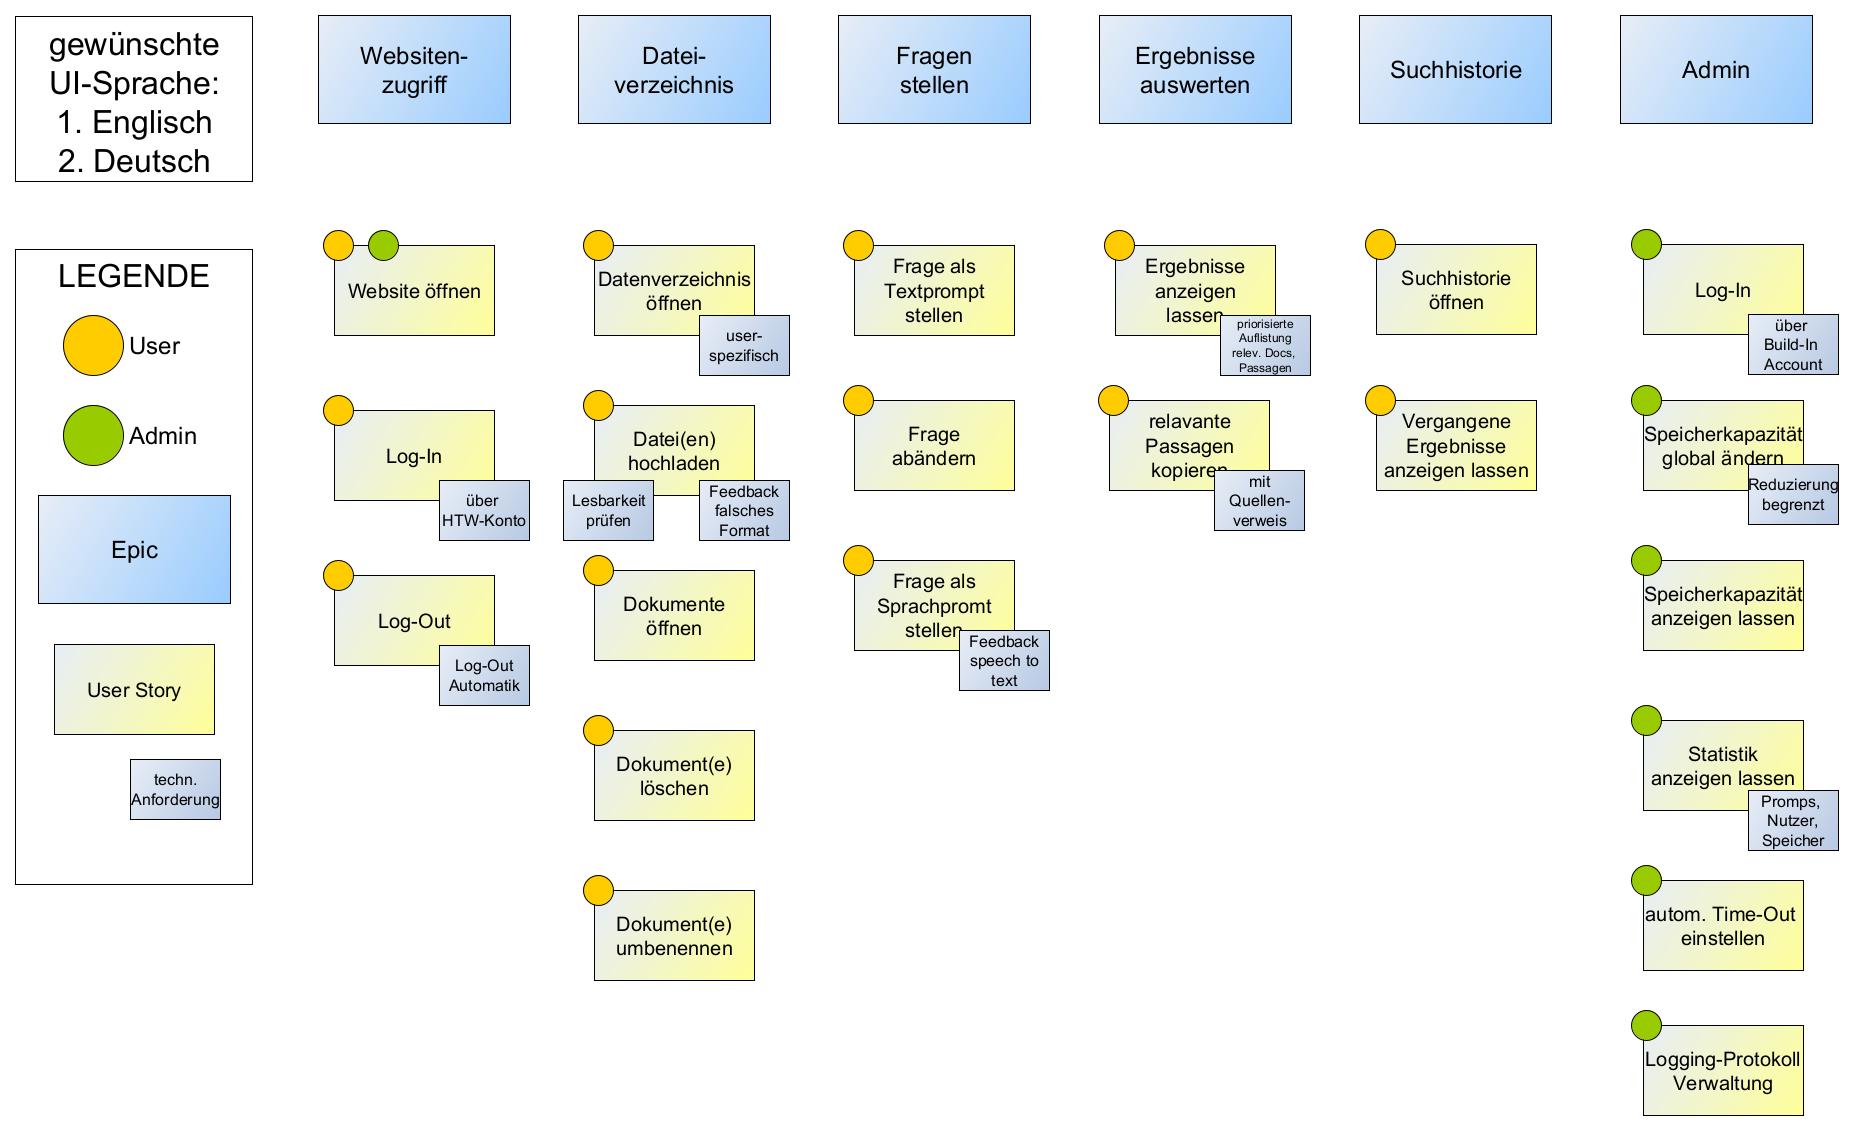 gewünschte
UI-Sprache:
1. Englisch
2. Deutsch
LEGENDE
User
Admin
Epic
User Story
techn.
Anforderung
Websiten-
zugriff
Website öffnen
Log-In
über
HTW-Konto
Log-Out
Log-Out
Automatik
Datei-
verzeichnis
Datenverzeichnis
öffnen
user-
spezifisch
Datei(en)
hochladen
Lesbarkeit
prüfen
Feedback
falsches
Format
Dokumente
öffnen
Dokument(e)
löschen
Dokument(e)
umbenennen
Fragen
stellen
Frage als
Textprompt
stellen
Frage
abändern
Frage als
Sprachpromt
stellen
Feedback
speech to
text
Ergebnisse
auswerten
Ergebnisse
anzeigen
lassen
priorisierte
Auflistung
relev. Docs,
Passagen
relavante
Passagen
kopieren
mit
Quellen-
verweis
Suchhistorie
Suchhistorie
öffnen
Vergangene
Ergebnisse
anzeigen lassen
Admin
Log-In
über
Build-In
Account
Speicherkapazität
global ändern
Reduzierung
begrenzt
Speicherkapazität
anzeigen lassen
Statistik
anzeigen lassen
Promps,
Nutzer,
Speicher
autom. Time-Out
einstellen
Logging-Protokoll
Verwaltung